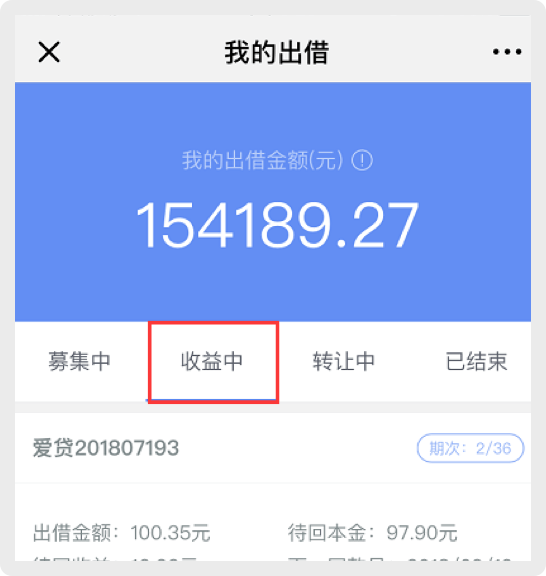 我的出借
我的出借金额(元)
154189.27
募集中 收益中 转让中 已结束
爱贷201807193 期次：2/36
出借金额：100.35元 待回本金：97.90元